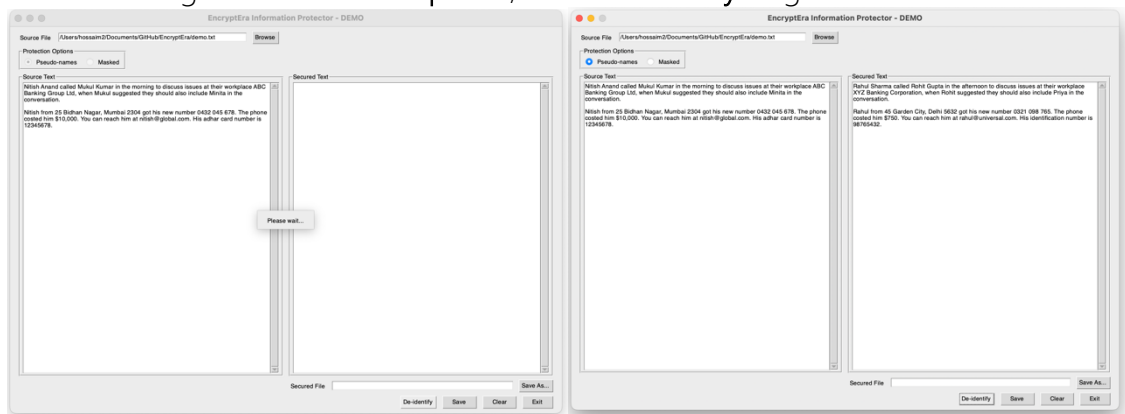 EncryptEra Information Protector - DEMO
Source File /Users/hossaim2/Documents/GitHub/EncryptEra/demo.txt Browse
Protection Options
Pseudo-names Masked
Source Text
Nitish Anand called Mukul Kumar in the morning to discuss issues at their workplace ABC
Banking Group Ltd, when Mukul suggested they should also include Minita in the
conversation.
Nitish from 25 Bidhan Nagar, Mumbai 2304 got his new number 0432 045 678. The phone
costed him $10,000. You can reach him at nitish@global.com. His adhar card number is
12345678.
Secured Text
Please wait...
Secured File Save As...
De-identify Save Clear Exit
EncryptEra Information Protector - DEMO
Source File /Users/hossaim2/Documents/GitHub/EncryptEra/demo.txt Browse
Protection Options
Pseudo-names Masked
Source Text
Nitish Anand called Mukul Kumar in the morning to discuss issues at their workplace ABC
Banking Group Ltd, when Mukul suggested they should also include Minita in the
conversation.
Nitish from 25 Bidhan Nagar, Mumbai 2304 got his new number 0432 045 678. The phone
costed him $10,000. You can reach him at nitish@global.com. His adhar card number is
12345678.
Secured Text
Rahul Sharma called Rohit Gupta in the afternoon to discuss issues at their workplace
XYZ Banking Corporation, when Rohit suggested they should also include Priya in the
conversation.
Rahul from 45 Garden City, Delhi 5632 got his new number 0321 098 765. The phone
costed him $750. You can reach him at rahul@universal.com. His identification number is
98765432.
Secured File Save As...
De-identify Save Clear Exit